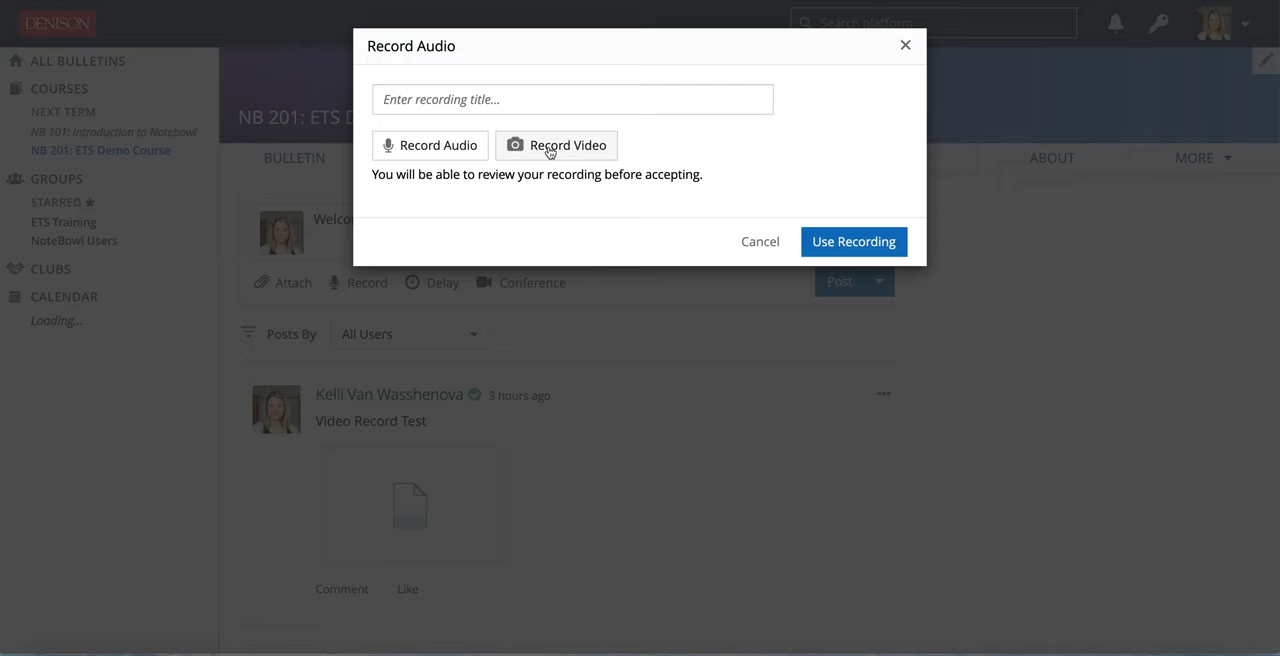 DENISON
Search platform
ALL BULLETINS
COURSES
NEXT TERM
NB 101: Introduction to Notebowl
NB 201: ETS Demo Course
GROUPS
STARRED
ETS Training
NoteBowl Users
CLUBS
CALENDAR
Loading...
NB 201: ETS
BULLETIN
ABOUT
MORE
Record Audio
Enter recording title...
Record Audio
Record Video
You will be able to review your recording before accepting.
Cancel
Use Recording
Attach
Record
Delay
Conference
Post
Posts By
All Users
Kelli Van Wasshenova
3 hours ago
Video Record Test
Comment
Like